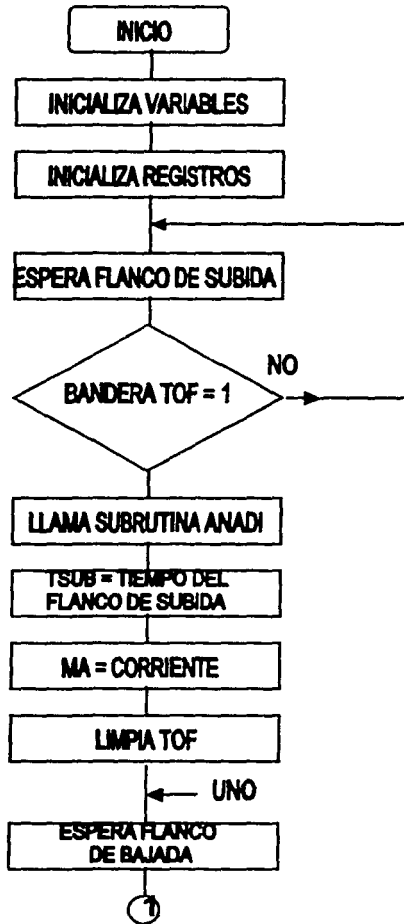 INICIO
INICIALIZA VARIABLES
INICIALIZA REGISTROS
ESPERA FLANCO DE SUBIDA
NO
BANDERA TOF = 1
LLAMA SUBRUTINA ANADI
TSUB = TIEMPO DEL
FLANCO DE SUBIDA
MA = CORRIENTE
LIMPIA TOF
UNO
ESPERA FLANCO
DE BAJADA
1